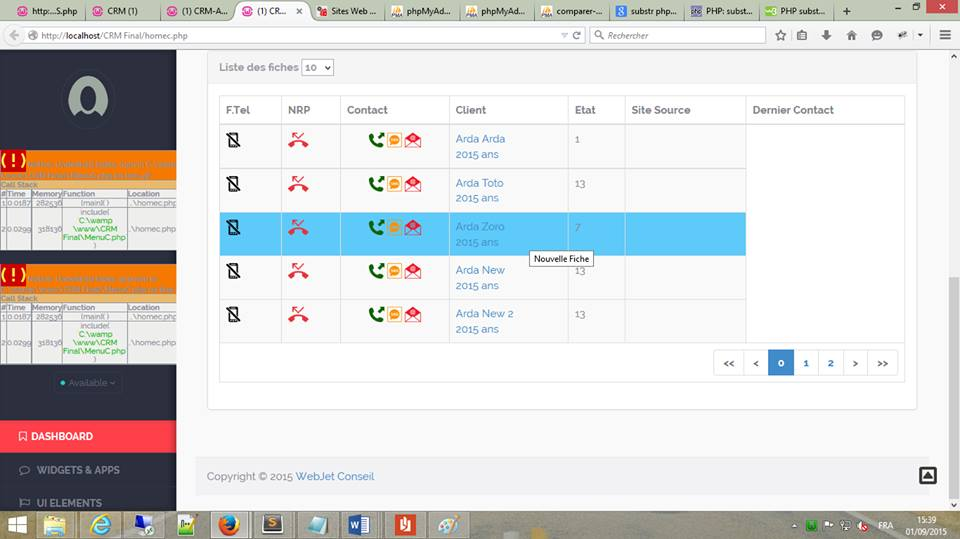 http:...S.php
CRM (1)
(1) CRM-A...
(1) CR...
Sites Web ...
phpMyAd...
phpMyAd...
comparer-...
substr php...
PHP: subst...
PHP subst...
http://localhost/CRM Final/homec.php
Rechercher
Liste des fiches 10
F.Tel NRP Contact Client Etat Site Source Dernier Contact
Arda Arda 1
2015 ans
Arda Toto 13
2015 ans
Arda Zoro 7
2015 ans
Nouvelle Fiche
Arda New 13
2015 ans
Arda New 2 13
2015 ans
<< < 0 1 2 > >>
( ! )
Call Stack
# Time Memory Function Location
1 0.0187 282536 {main}( ) ..\homec.php
include(
C:\wamp
2 0.0299 318136 \www\CRM ..\homec.php
Final\MenuC.php
)
( ! )
Call Stack
# Time Memory Function Location
1 0.0187 282536 {main}( ) ..\homec.php
include(
C:\wamp
2 0.0299 318136 \www\CRM ..\homec.php
Final\MenuC.php
)
Available
DASHBOARD
WIDGETS & APPS
UI ELEMENTS
Copyright © 2015 WebJet Conseil
FRA
15:39
01/09/2015